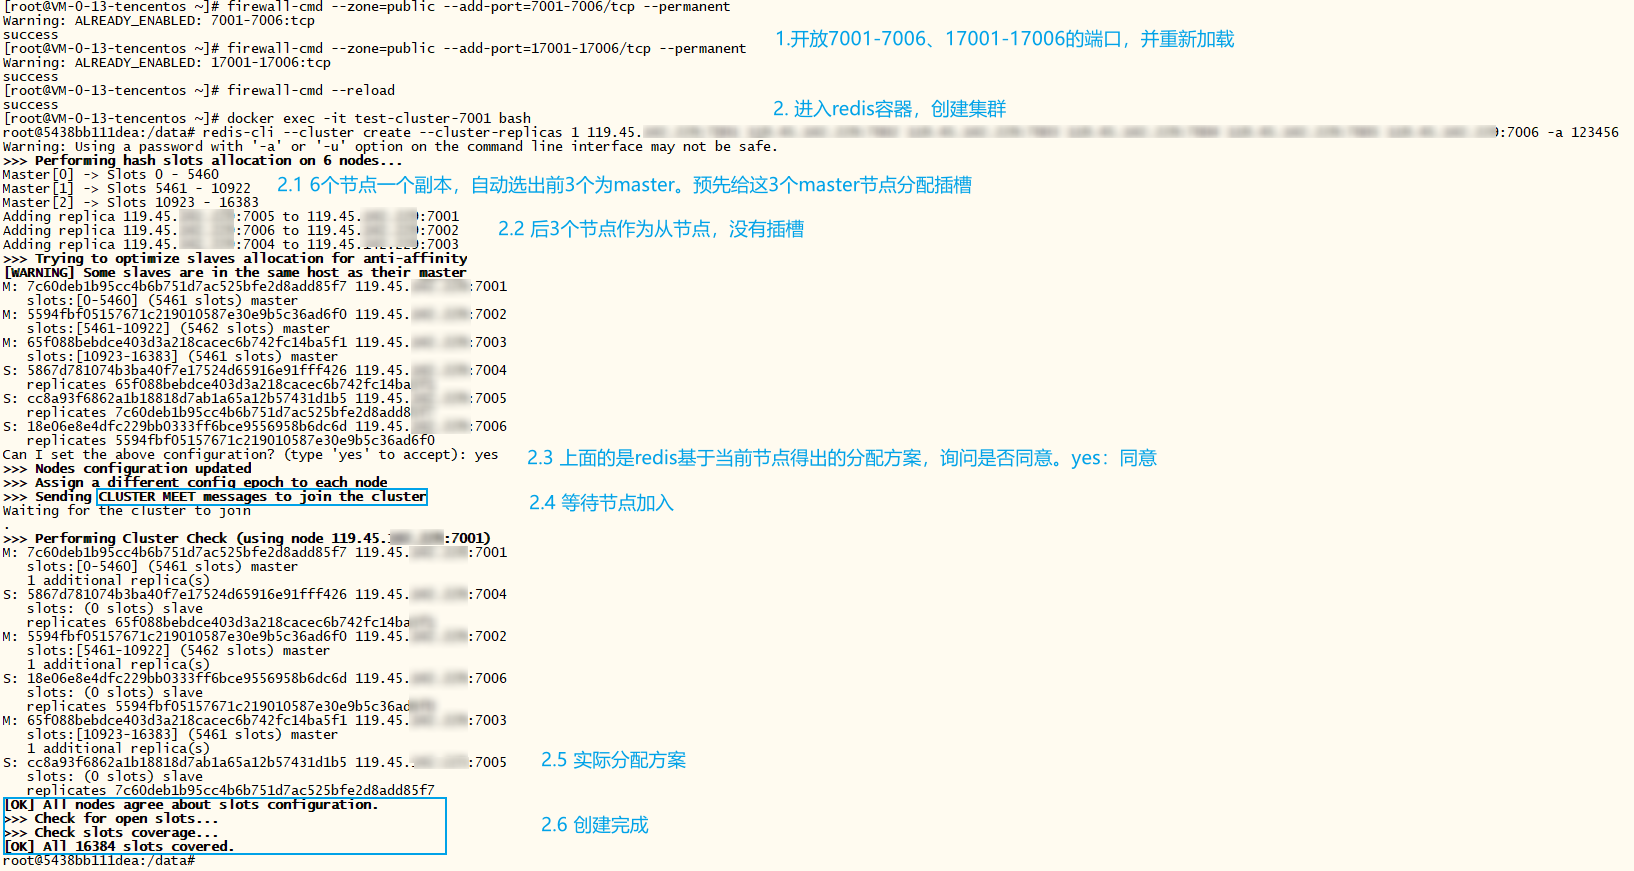 [root@VM-0-13-tencentos ~]# firewall-cmd --zone=public --add-port=7001-7006/tcp --permanent
Warning: ALREADY_ENABLED: 7001-7006:tcp
success
1.开放7001-7006、17001-17006的端口，并重新加载
[root@VM-0-13-tencentos ~]# firewall-cmd --zone=public --add-port=17001-17006/tcp --permanent
Warning: ALREADY_ENABLED: 17001-17006:tcp
success
[root@VM-0-13-tencentos ~]# firewall-cmd --reload
success
2. 进入redis容器，创建集群
[root@VM-0-13-tencentos ~]# docker exec -it test-cluster-7001 bash
root@5438bb111dea:/data# redis-cli --cluster create --cluster-replicas 1 119.45. :7006 -a 123456
Warning: Using a password with '-a' or '-u' option on the command line interface may not be safe.
>>> Performing hash slots allocation on 6 nodes...
Master[0] -> Slots 0 - 5460
Master[1] -> Slots 5461 - 10922
2.1 6个节点一个副本，自动选出前3个为master。预先给这3个master节点分配插槽
Master[2] -> Slots 10923 - 16383
Adding replica 119.45. :7005 to 119.45. :7001
Adding replica 119.45. :7006 to 119.45. :7002
2.2 后3个节点作为从节点，没有插槽
Adding replica 119.45. :7004 to 119.45. :7003
>>> Trying to optimize slaves allocation for anti-affinity
[WARNING] Some slaves are in the same host as their master
M: 7c60deb1b95cc4b6b751d7ac525bfe2d8add85f7 119.45. :7001
slots:[0-5460] (5461 slots) master
M: 5594fbf05157671c219010587e30e9b5c36ad6f0 119.45. :7002
slots:[5461-10922] (5462 slots) master
M: 65f088bebdce403d3a218cacec6b742fc14ba5f1 119.45. :7003
slots:[10923-16383] (5461 slots) master
S: 5867d781074b3ba40f7e17524d65916e91fff426 119.45. :7004
replicates 65f088bebdce403d3a218cacec6b742fc14ba
S: cc8a93f6862a1b18818d7ab1a65a12b57431d1b5 119.45. :7005
replicates 7c60deb1b95cc4b6b751d7ac525bfe2d8add8
S: 18e06e8e4dfc229bb0333ff6bce9556958b6dc6d 119.45. :7006
replicates 5594fbf05157671c219010587e30e9b5c36ad6f0
Can I set the above configuration? (type 'yes' to accept): yes
2.3 上面的是redis基于当前节点得出的分配方案，询问是否同意。yes：同意
>>> Nodes configuration updated
>>> Assign a different config epoch to each node
>>> Sending CLUSTER MEET messages to join the cluster
2.4 等待节点加入
Waiting for the cluster to join
.
>>> Performing Cluster Check (using node 119.45. :7001)
M: 7c60deb1b95cc4b6b751d7ac525bfe2d8add85f7 119.45. :7001
slots:[0-5460] (5461 slots) master
1 additional replica(s)
S: 5867d781074b3ba40f7e17524d65916e91fff426 119.45. :7004
slots: (0 slots) slave
replicates 65f088bebdce403d3a218cacec6b742fc14ba
M: 5594fbf05157671c219010587e30e9b5c36ad6f0 119.45. :7002
slots:[5461-10922] (5462 slots) master
1 additional replica(s)
S: 18e06e8e4dfc229bb0333ff6bce9556958b6dc6d 119.45. :7006
slots: (0 slots) slave
replicates 5594fbf05157671c219010587e30e9b5c36ad
M: 65f088bebdce403d3a218cacec6b742fc14ba5f1 119.45. :7003
slots:[10923-16383] (5461 slots) master
1 additional replica(s)
S: cc8a93f6862a1b18818d7ab1a65a12b57431d1b5 119.45. :7005
2.5 实际分配方案
slots: (0 slots) slave
replicates 7c60deb1b95cc4b6b751d7ac525bfe2d8add85f7
[OK] All nodes agree about slots configuration.
>>> Check for open slots...
2.6 创建完成
>>> Check slots coverage...
[OK] All 16384 slots covered.
root@5438bb111dea:/data#